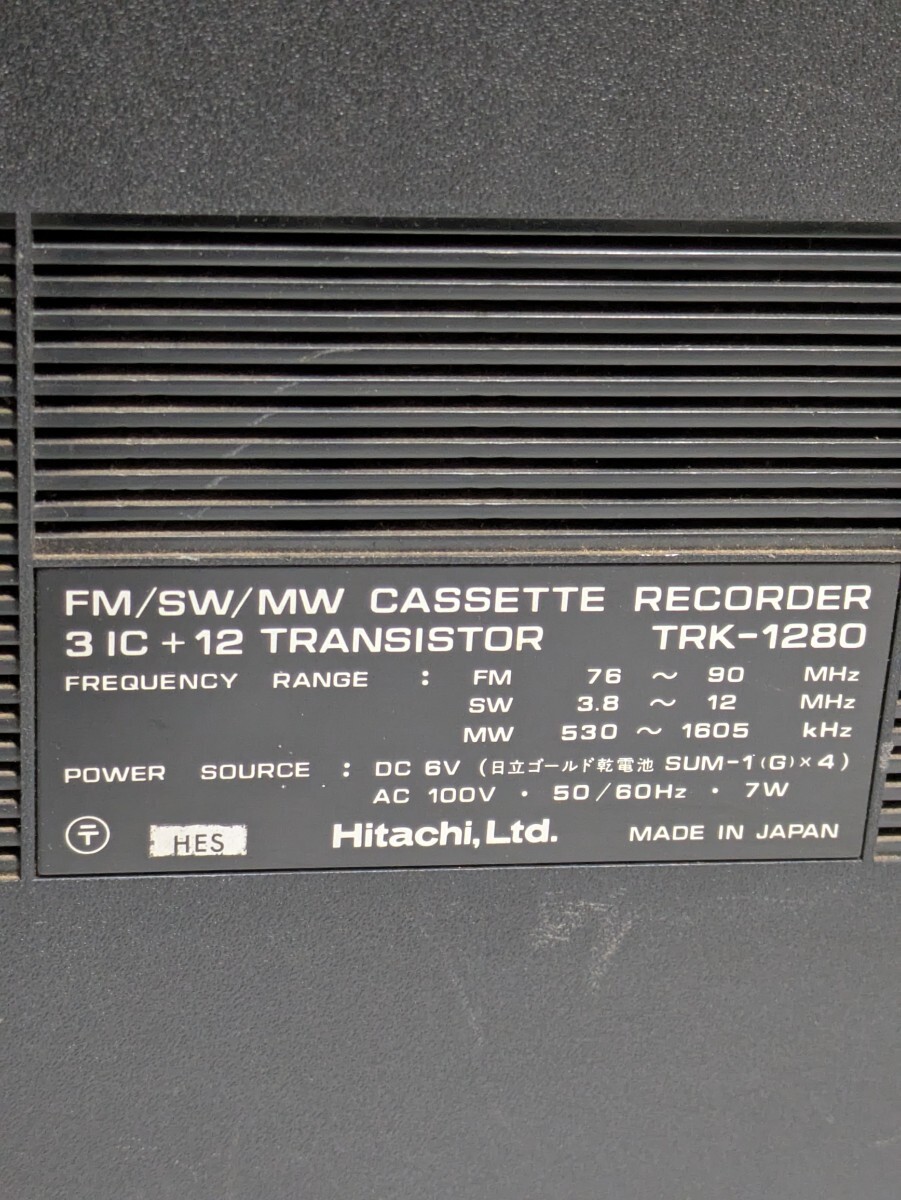 FM/SW/MW CASSETTE RECORDER
3 IC + 12 TRANSISTOR TRK-1280
FREQUENCY RANGE : FM 76 ~ 90 MHz
SW 3.8 ~ 12 MHz
MW 530 ~ 1605 kHz
POWER SOURCE : DC 6V (日立ゴールド乾電池 SUM-1(G)×4)
AC 100V · 50/60Hz · 7W
〒 HES Hitachi, Ltd. MADE IN JAPAN